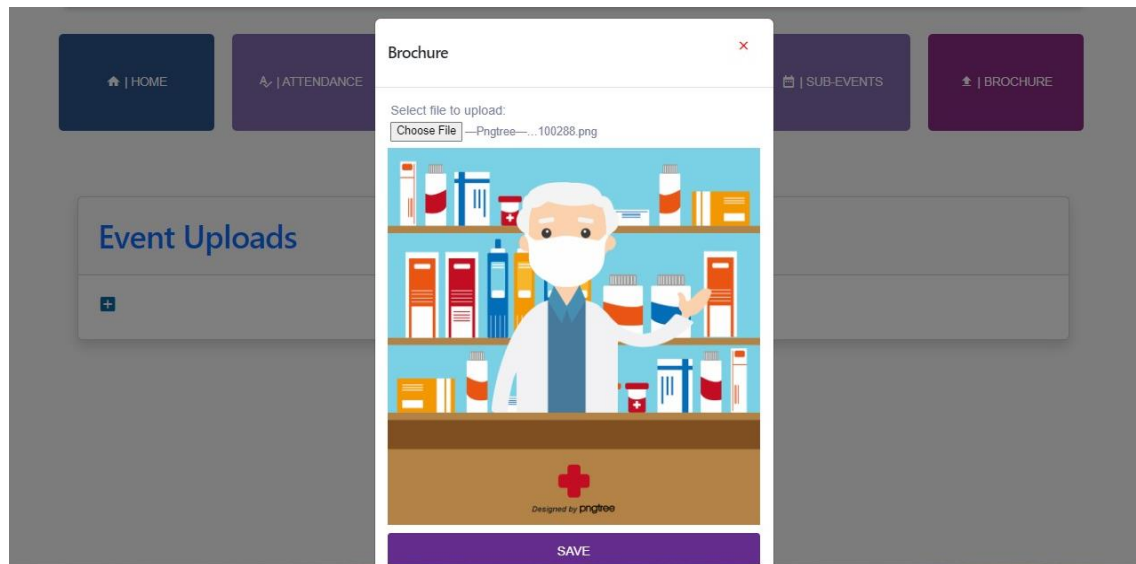 Brochure
×
| HOME
| ATTENDANCE
| SUB-EVENTS
| BROCHURE
Select file to upload:
Choose File —Pngtree—...100288.png
Event Uploads
Designed by pngtree
SAVE